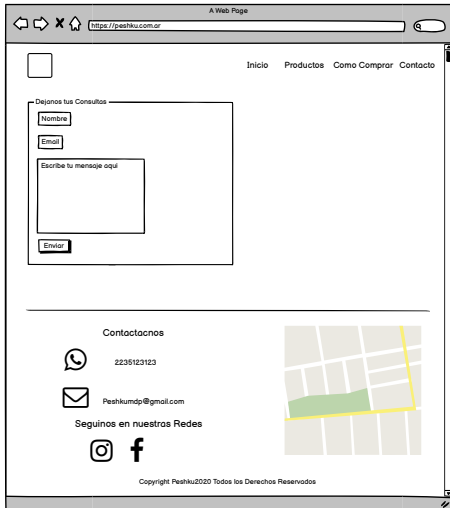 A Web Page
https://peshku.com.ar
Inicio Productos Como Comprar Contacto
Dejanos tus Consultas
Nombre
Email
Escribe tu mensaje aqui
Enviar
Contactacnos
2235123123
Peshkumdp@gmail.com
Seguinos en nuestras Redes
Copyright Peshku2020 Todos los Derechos Reservados